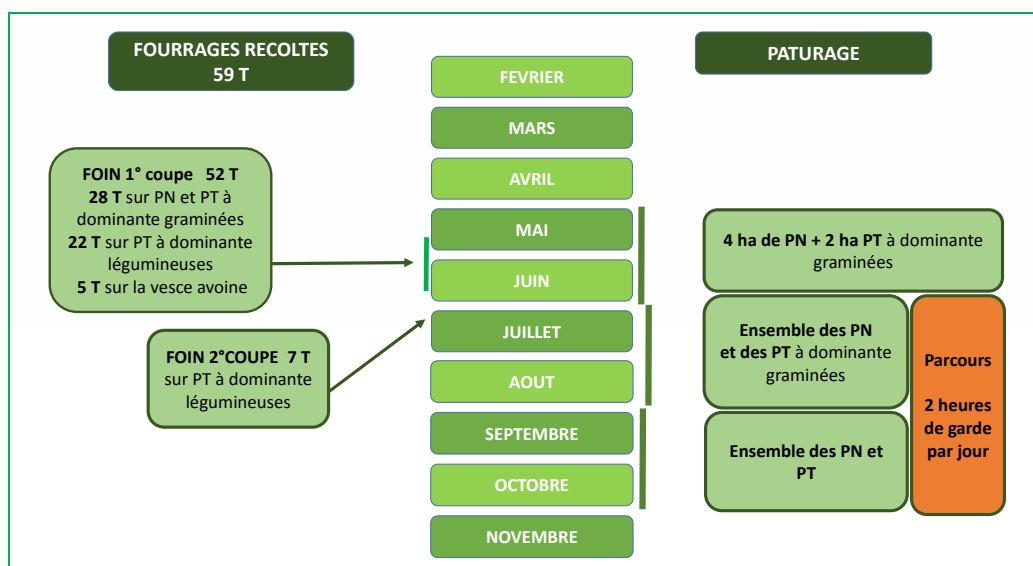 FOURRAGES RECOLTES
59 T
PATURAGE
FEVRIER
MARS
AVRIL
MAI
JUIN
JUILLET
AOUT
SEPTEMBRE
OCTOBRE
NOVEMBRE
FOIN 1° coupe 52 T
28 T sur PN et PT à
dominante graminées
22 T sur PT à dominante
légumineuses
5 T sur la vesce avoine
FOIN 2°COUPE 7 T
sur PT à dominante
légumineuses
4 ha de PN + 2 ha PT à dominante
graminées
Ensemble des PN
et des PT à dominante
graminées
Ensemble des PN et
PT
Parcours
2 heures
de garde
par jour